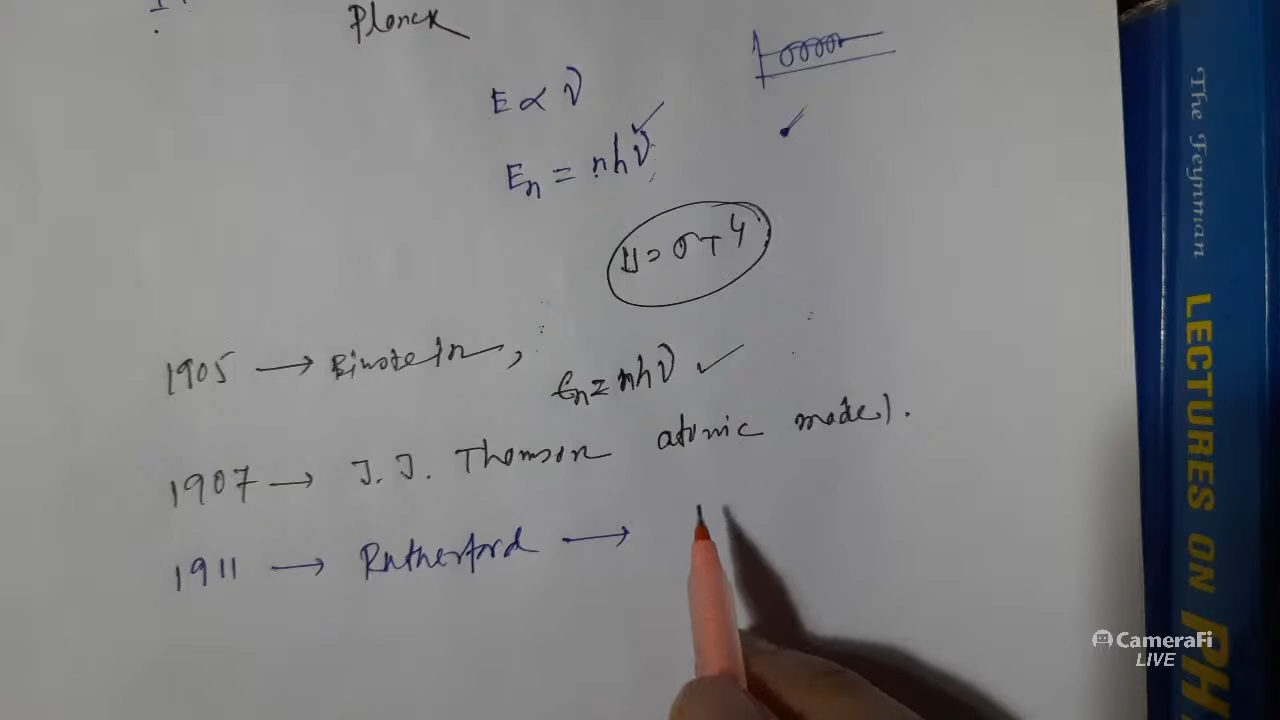 Planck
E ∝ ν
En = nhν
U = σT⁴
1905 → Einstein,
En = nhν ✓
1907 → J. J. Thomson atomic model.
1911 → Rutherford →
The Feynman
LECTURES ON PH
CameraFi
LIVE